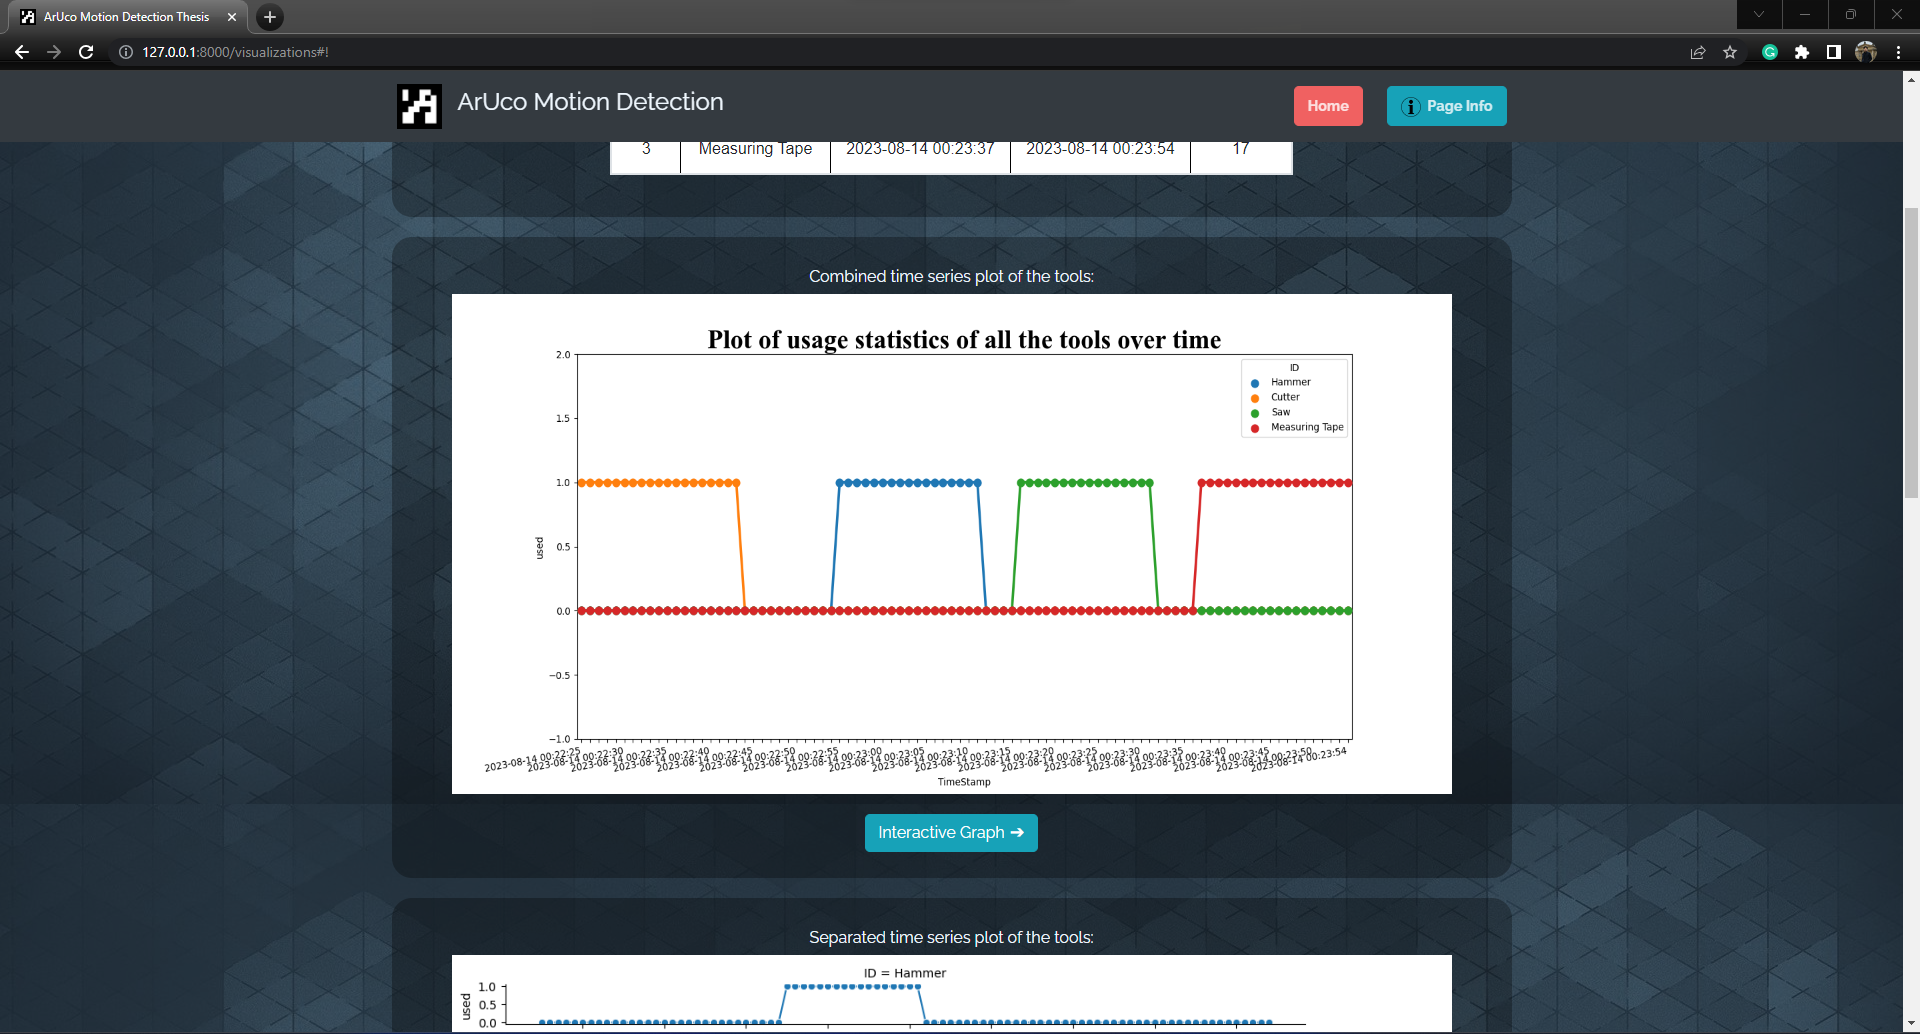 ArUco Motion Detection Thesis
127.0.0.1:8000/visualizations#!
ArUco Motion Detection
Home
Page Info
3 Measuring Tape 2023-08-14 00:23:37 2023-08-14 00:23:54 17
Combined time series plot of the tools:
Plot of usage statistics of all the tools over time
ID
Hammer
Cutter
Saw
Measuring Tape
2.0
1.5
1.0
0.5
0.0
−0.5
−1.0
used
2023-08-14 00:22:25
2023-08-14 00:22:30
2023-08-14 00:22:35
2023-08-14 00:22:40
2023-08-14 00:22:45
2023-08-14 00:22:50
2023-08-14 00:22:55
2023-08-14 00:23:00
2023-08-14 00:23:05
2023-08-14 00:23:10
2023-08-14 00:23:15
2023-08-14 00:23:20
2023-08-14 00:23:25
2023-08-14 00:23:30
2023-08-14 00:23:35
2023-08-14 00:23:40
2023-08-14 00:23:45
2023-08-14 00:23:50
2023-08-14 00:23:54
TimeStamp
Interactive Graph ➔
Separated time series plot of the tools:
ID = Hammer
1.0
0.5
0.0
used